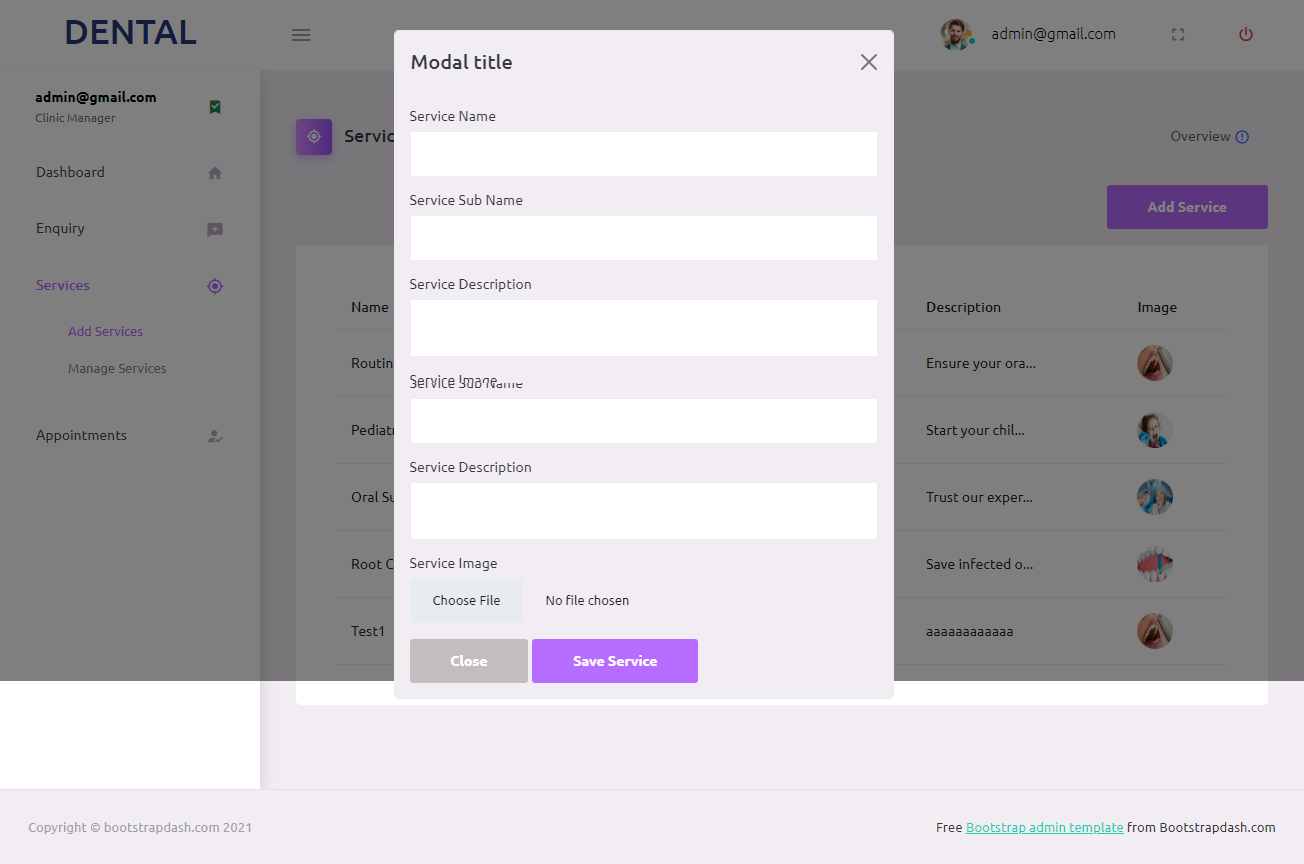 DENTAL
admin@gmail.com
admin@gmail.com
Clinic Manager
Dashboard
Enquiry
Services
Add Services
Manage Services
Appointments
Servic
Overview
Add Service
Name
Description
Image
Routin
Ensure your ora...
Pediatr
Start your chil...
Oral Su
Trust our exper...
Root C
Save infected o...
Test1
aaaaaaaaaaaa
Modal title
Service Name
Service Sub Name
Service Description
Service Image
Service Description
Service Image
Choose File No file chosen
Close Save Service
Copyright © bootstrapdash.com 2021
Free Bootstrap admin template from Bootstrapdash.com